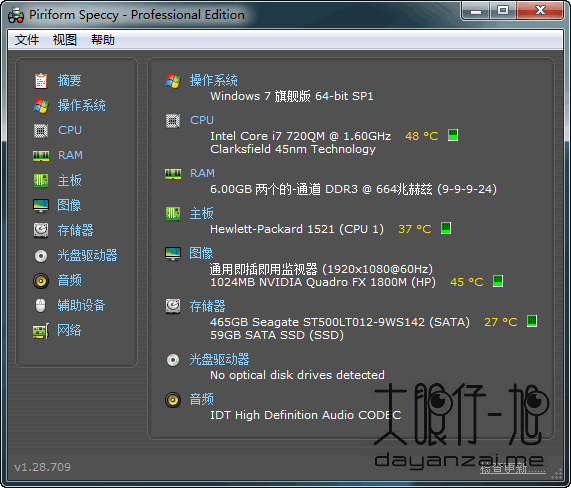 Piriform Speccy - Professional Edition
文件 视图 帮助
摘要
操作系统
CPU
RAM
主板
图像
存储器
光盘驱动器
音频
辅助设备
网络
操作系统
Windows 7 旗舰版 64-bit SP1
CPU
Intel Core i7 720QM @ 1.60GHz 48 °C
Clarksfield 45nm Technology
RAM
6.00GB 两个的-通道 DDR3 @ 664兆赫兹 (9-9-9-24)
主板
Hewlett-Packard 1521 (CPU 1) 37 °C
图像
通用即插即用监视器 (1920x1080@60Hz)
1024MB NVIDIA Quadro FX 1800M (HP) 45 °C
存储器
465GB Seagate ST500LT012-9WS142 (SATA) 27 °C
59GB SATA SSD (SSD)
光盘驱动器
No optical disk drives detected
音频
IDT High Definition Audio CODEC
大眼仔~旭
dayanzai.me
v1.28.709
检查更新......